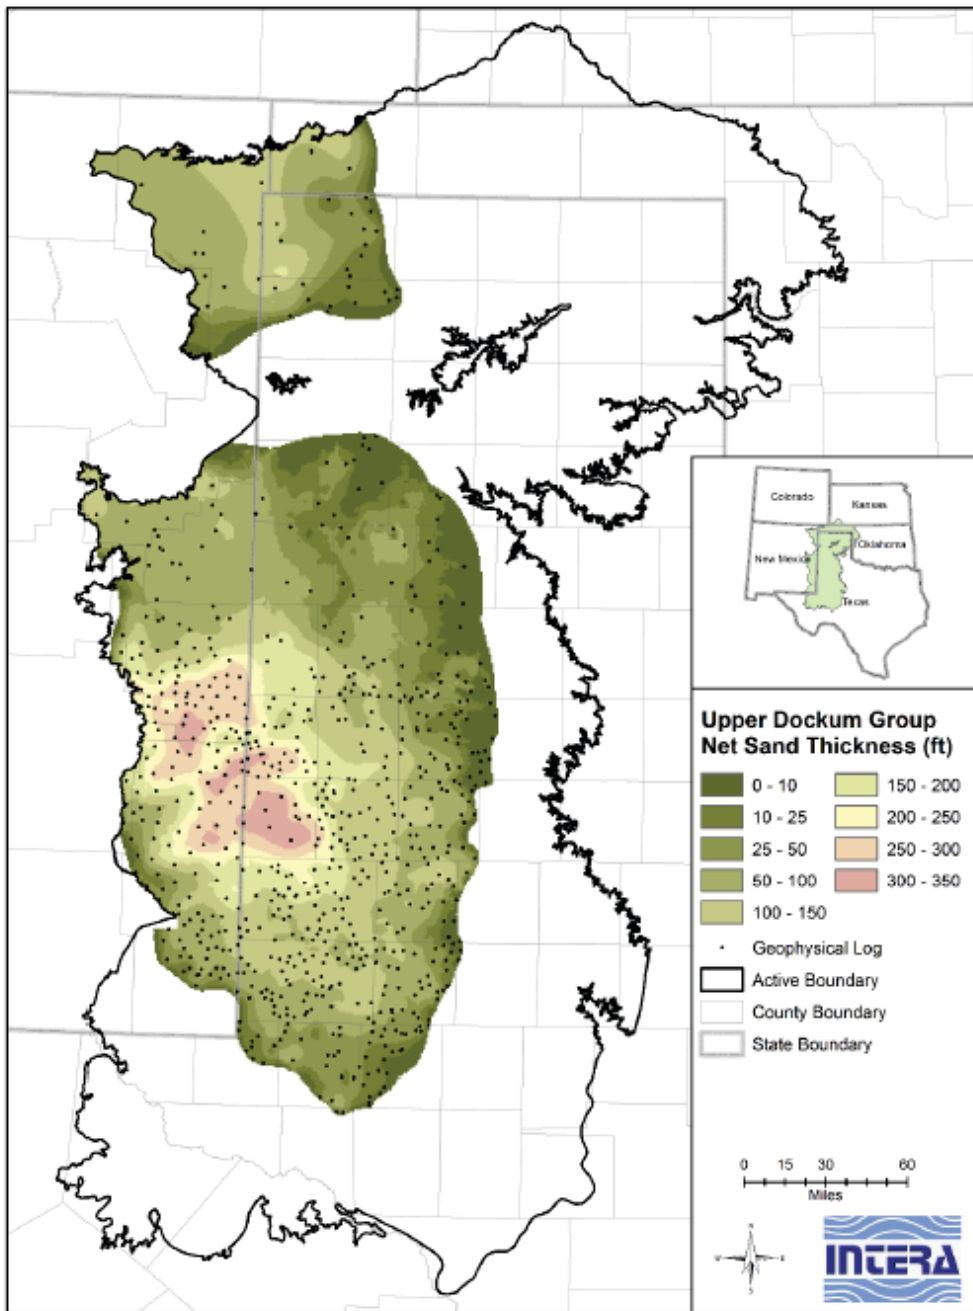 Colorado
Kansas
New Mexico
Oklahoma
Texas
Upper Dockum Group
Net Sand Thickness (ft)
0 - 10
150 - 200
10 - 25
200 - 250
25 - 50
250 - 300
50 - 100
300 - 350
100 - 150
Geophysical Log
Active Boundary
County Boundary
State Boundary
0 15 30 60
Miles
N
W E
S
INTERA